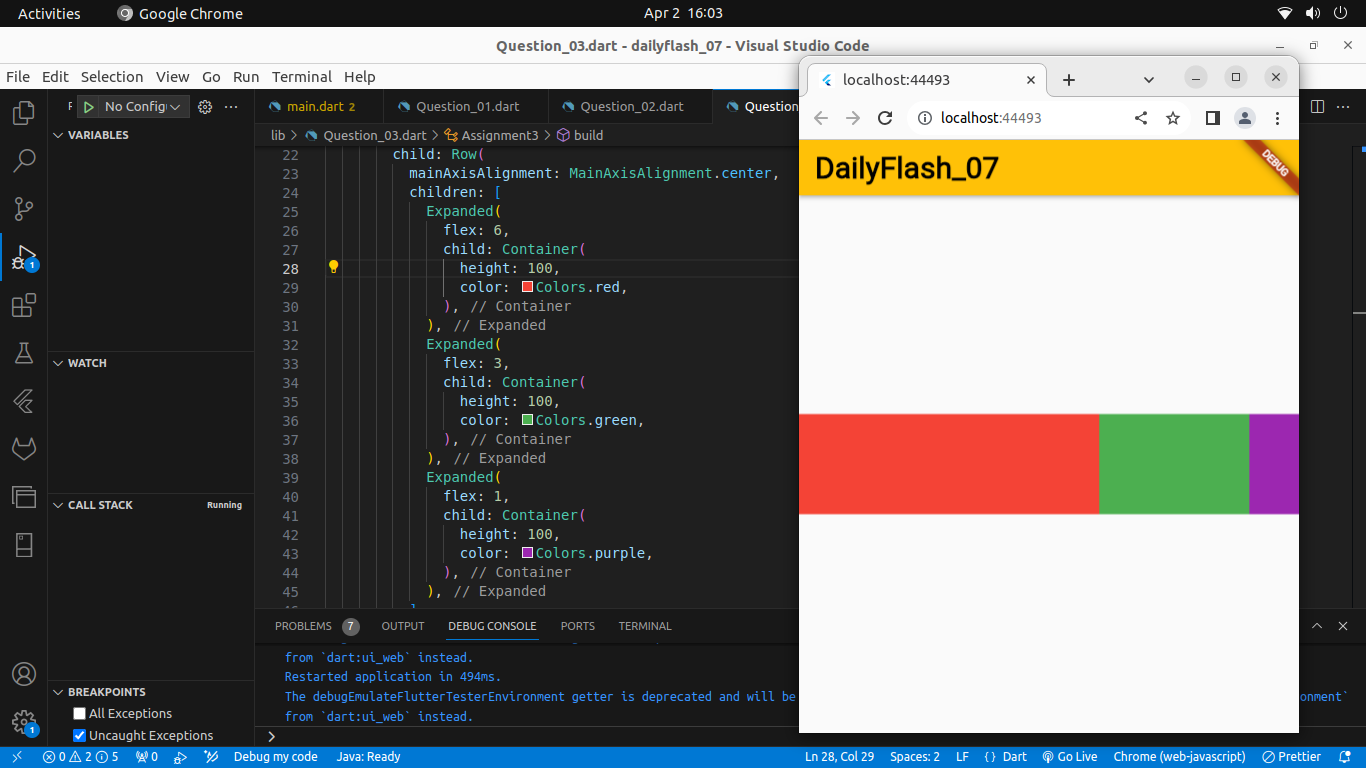 Activities Google Chrome Apr 2 16:03
Question_03.dart - dailyflash_07 - Visual Studio Code
File Edit Selection View Go Run Terminal Help
No Config
main.dart 2 Question_01.dart Question_02.dart Question
lib > Question_03.dart > Assignment3 > build
VARIABLES
WATCH
CALL STACK Running
BREAKPOINTS
All Exceptions
Uncaught Exceptions
1
1
22 child: Row(
23 mainAxisAlignment: MainAxisAlignment.center,
24 children: [
25 Expanded(
26 flex: 6,
27 child: Container(
28 height: 100,
29 color: Colors.red,
30 ), // Container
31 ), // Expanded
32 Expanded(
33 flex: 3,
34 child: Container(
35 height: 100,
36 color: Colors.green,
37 ), // Container
38 ), // Expanded
39 Expanded(
40 flex: 1,
41 child: Container(
42 height: 100,
43 color: Colors.purple,
44 ), // Container
45 ), // Expanded
PROBLEMS 7 OUTPUT DEBUG CONSOLE PORTS TERMINAL
from `dart:ui_web` instead.
Restarted application in 494ms.
The debugEmulateFlutterTesterEnvironment getter is deprecated and will be onment`
from `dart:ui_web` instead.
>
localhost:44493
localhost:44493
DailyFlash_07
DEBUG
0 2 5 0 Debug my code Java: Ready Ln 28, Col 29 Spaces: 2 LF { } Dart Go Live Chrome (web-javascript) Prettier